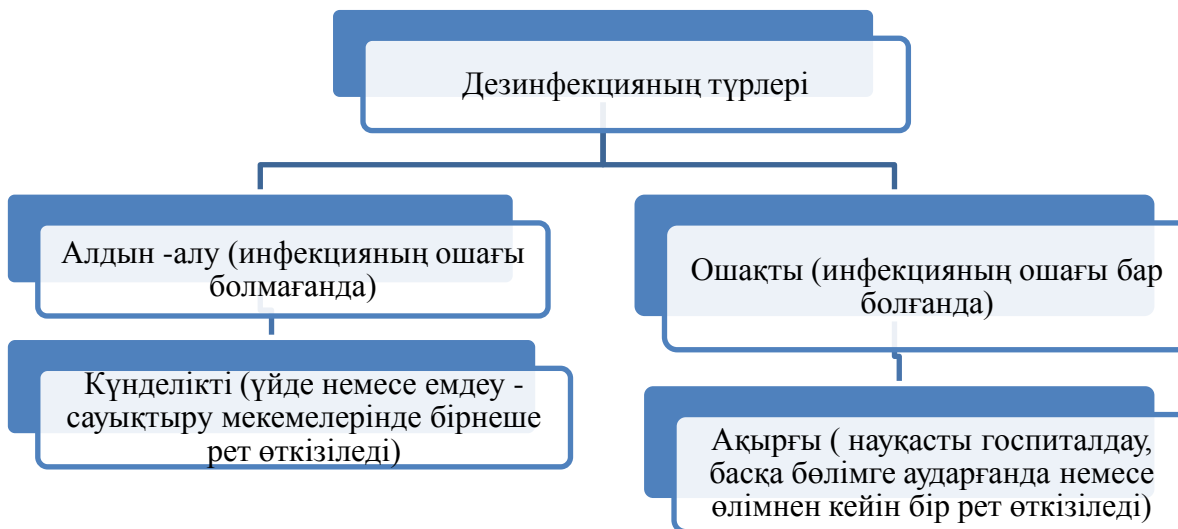 Дезинфекцияның түрлері
Алдын -алу (инфекцияның ошағы
болмағанда)
Ошақты (инфекцияның ошағы бар
болғанда)
Күнделікті (үйде немесе емдеу -
сауықтыру мекемелерінде бірнеше
рет өткізіледі)
Ақырғы ( науқасты госпиталдау,
басқа бөлімге аударғанда немесе
өлімнен кейін бір рет өткізіледі)